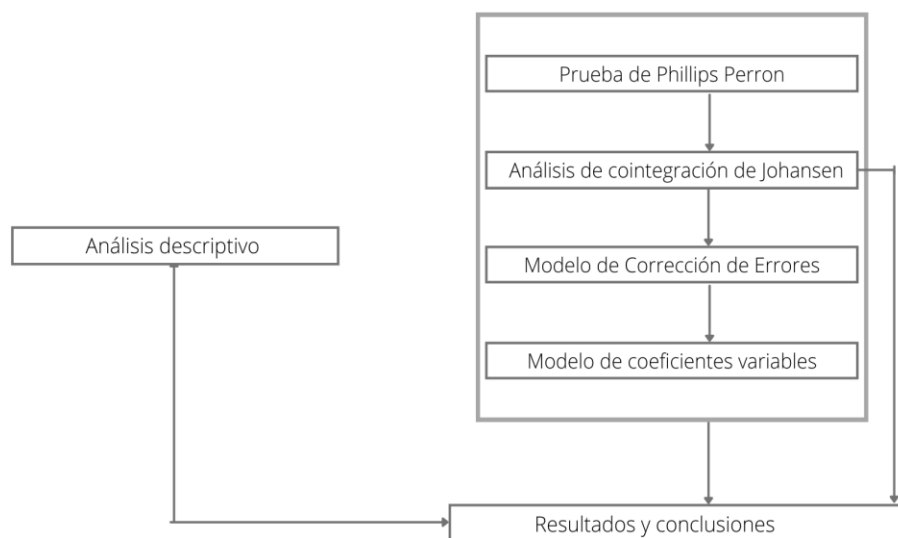 Prueba de Phillips Perron
Análisis de cointegración de Johansen
Análisis descriptivo
Modelo de Corrección de Errores
Modelo de coeficientes variables
Resultados y conclusiones